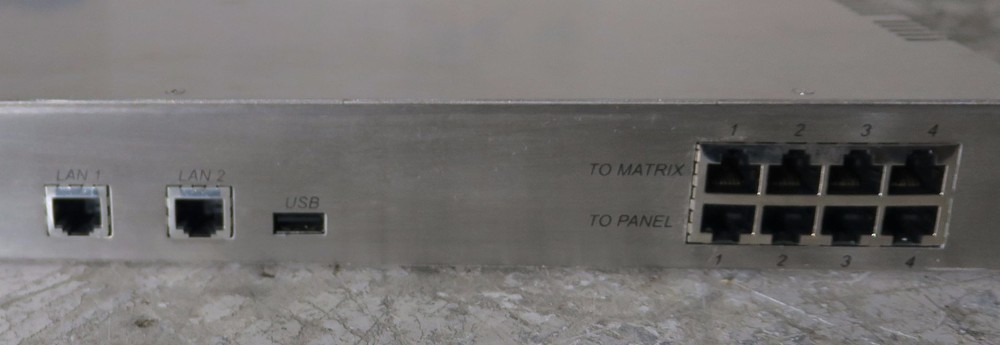 LAN 1
LAN 2
USB
1 2 3 4
TO MATRIX
TO PANEL
1 2 3 4